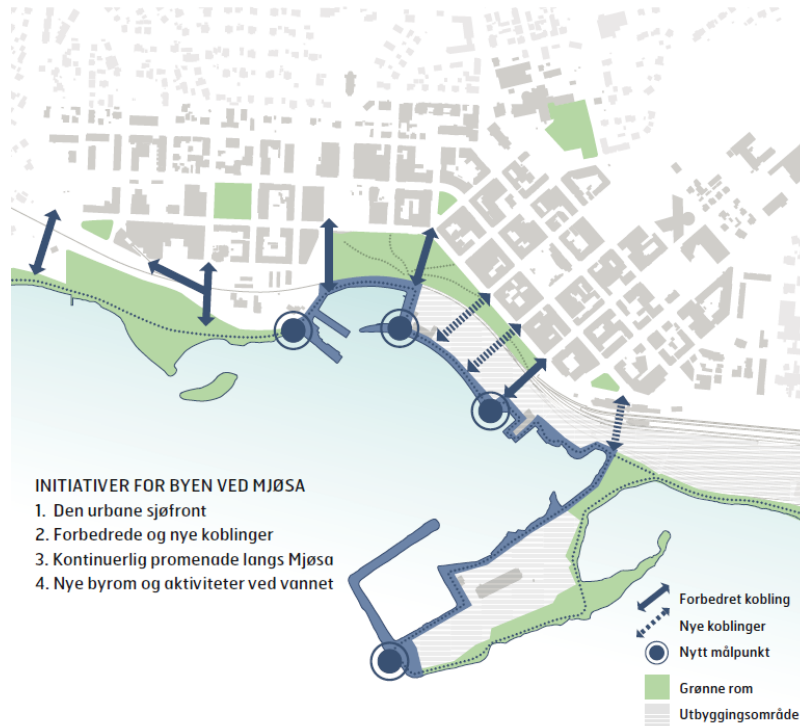 INITIATIVER FOR BYEN VED MJØSA
1. Den urbane sjøfront
2. Forbedrede og nye koblinger
3. Kontinuerlig promenade langs Mjøsa
4. Nye byrom og aktiviteter ved vannet
Forbedret kobling
Nye koblinger
Nytt målpunkt
Grønne rom
Utbyggingsområde